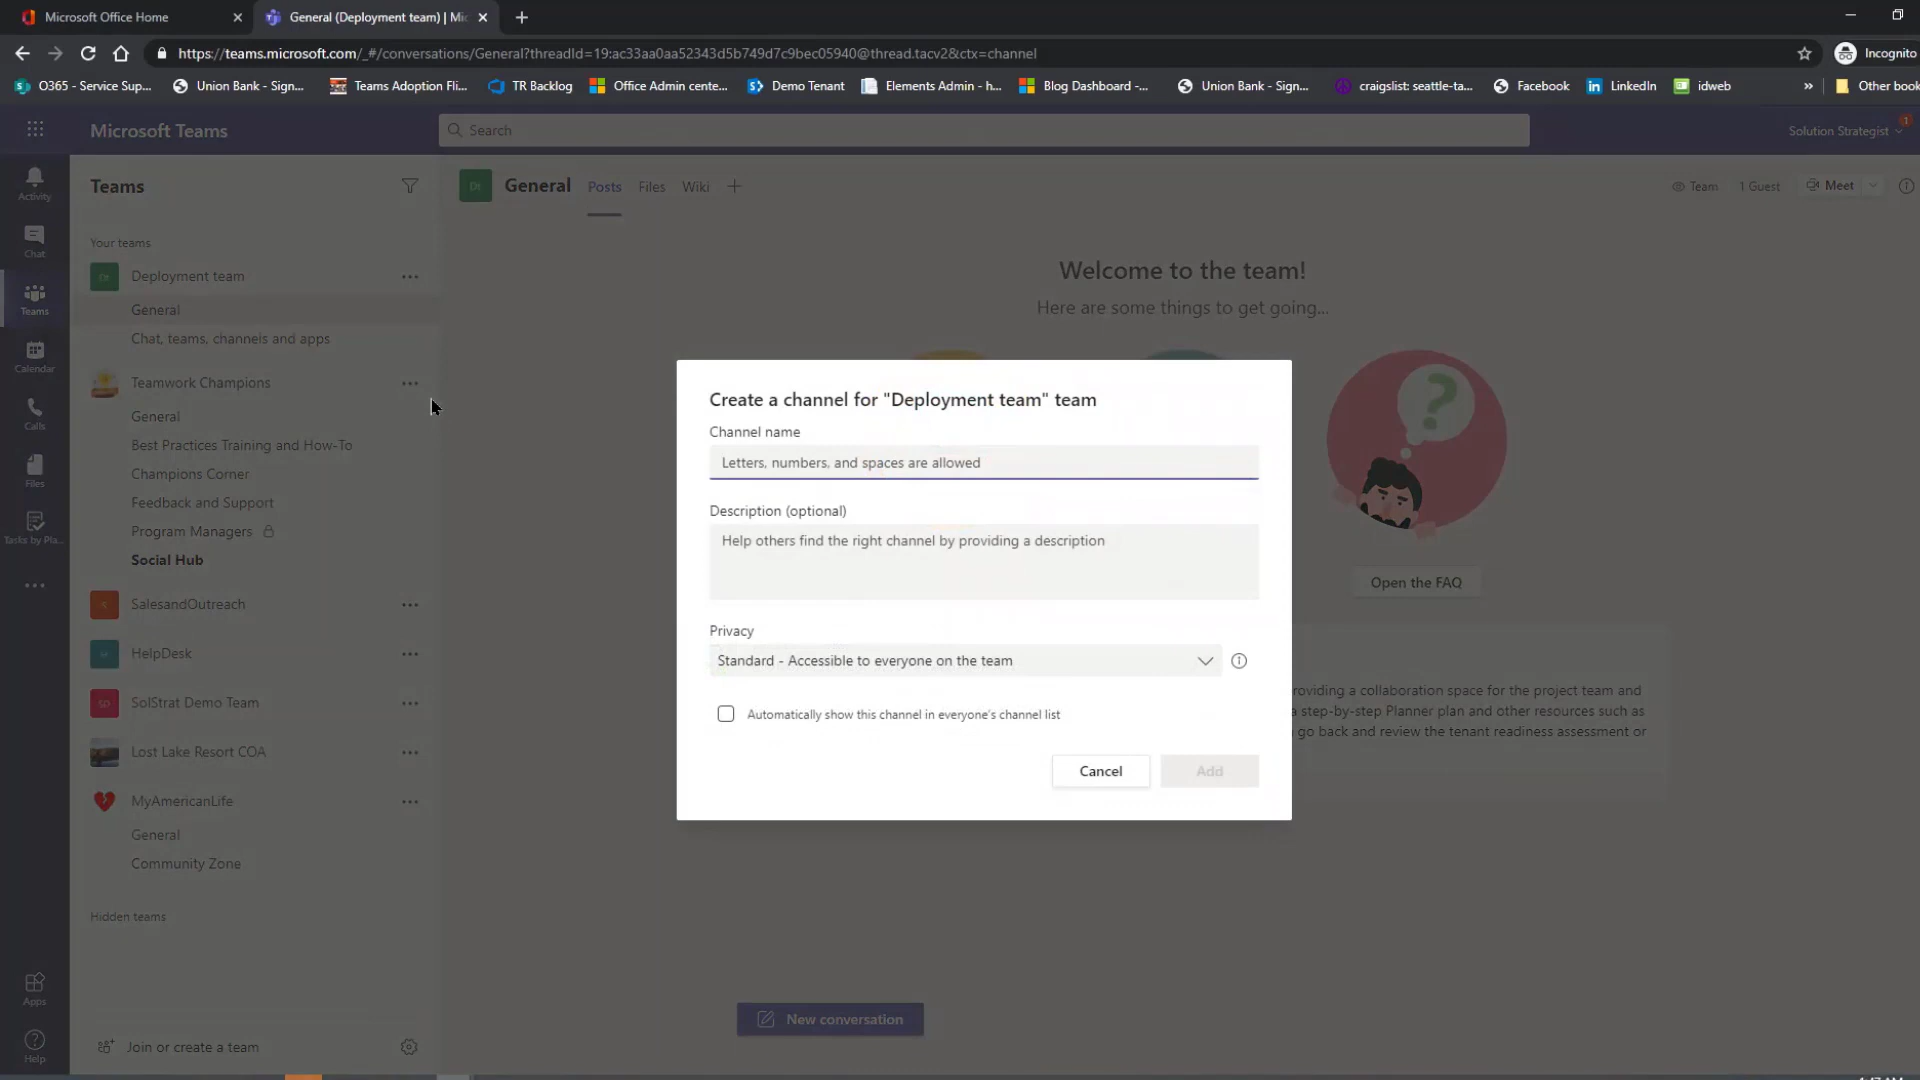 Microsoft Office Home
General (Deployment team) | Mi
https://teams.microsoft.com/_#/conversations/General?threadId=19:ac33aa0aa52343d5b749d7c9bec05940@thread.tacv2&ctx=channel
Incognito
O365 - Service Sup...
Union Bank - Sign...
Teams Adoption Fli...
TR Backlog
Office Admin cente...
Demo Tenant
Elements Admin - h...
Blog Dashboard -...
Union Bank - Sign...
craigslist: seattle-ta...
Facebook
LinkedIn
idweb
»
Other book
Microsoft Teams
Search
Solution Strategist
1
Activity
Chat
Teams
Calendar
Calls
Files
Tasks by Pla...
Apps
Help
Teams
Your teams
Deployment team
General
Chat, teams, channels and apps
Teamwork Champions
General
Best Practices Training and How-To
Champions Corner
Feedback and Support
Program Managers
Social Hub
SalesandOutreach
HelpDesk
SolStrat Demo Team
Lost Lake Resort COA
MyAmericanLife
General
Community Zone
Hidden teams
Join or create a team
Dt
General
Posts
Files
Wiki
Team
1 Guest
Meet
Welcome to the team!
Here are some things to get going...
Open the FAQ
roviding a collaboration space for the project team and
a step-by-step Planner plan and other resources such as
go back and review the tenant readiness assessment or
New conversation
Create a channel for "Deployment team" team
Channel name
Letters, numbers, and spaces are allowed
Description (optional)
Help others find the right channel by providing a description
Privacy
Standard - Accessible to everyone on the team
Automatically show this channel in everyone's channel list
Cancel
Add